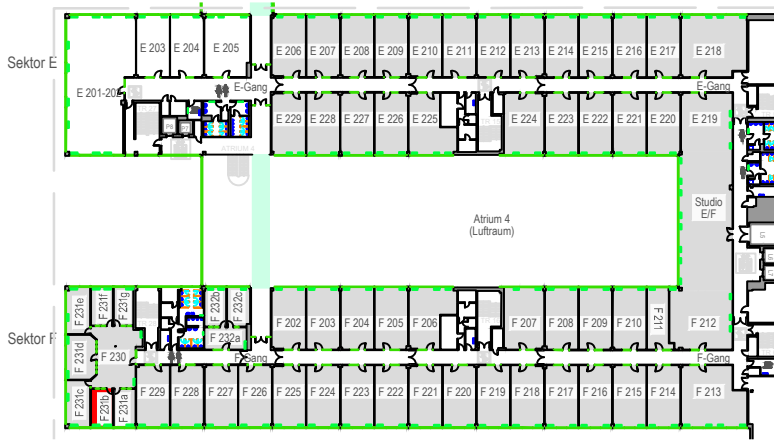 E 203
E 204
E 205
E 206
E 207
E 208
E 209
E 210
E 211
E 212
E 213
E 214
E 215
E 216
E 217
E 218
Sektor E
E 201-202
E-Gang
E-Gang
E 229
E 228
E 227
E 226
E 225
E 224
E 223
E 222
E 221
E 220
E 219
ATRIUM 4
Atrium 4
(Luftraum)
Studio
E/F
F 231e
F 231f
F 231g
F 232b
F 232c
F 202
F 203
F 204
F 205
F 206
F 207
F 208
F 209
F 210
F 211
F 212
Sektor F
F 231d
F 230
F 232a
F-Gang
F-Gang
F 231c
F 231b
F 231a
F 229
F 228
F 227
F 226
F 225
F 224
F 223
F 222
F 221
F 220
F 219
F 218
F 217
F 216
F 215
F 214
F 213